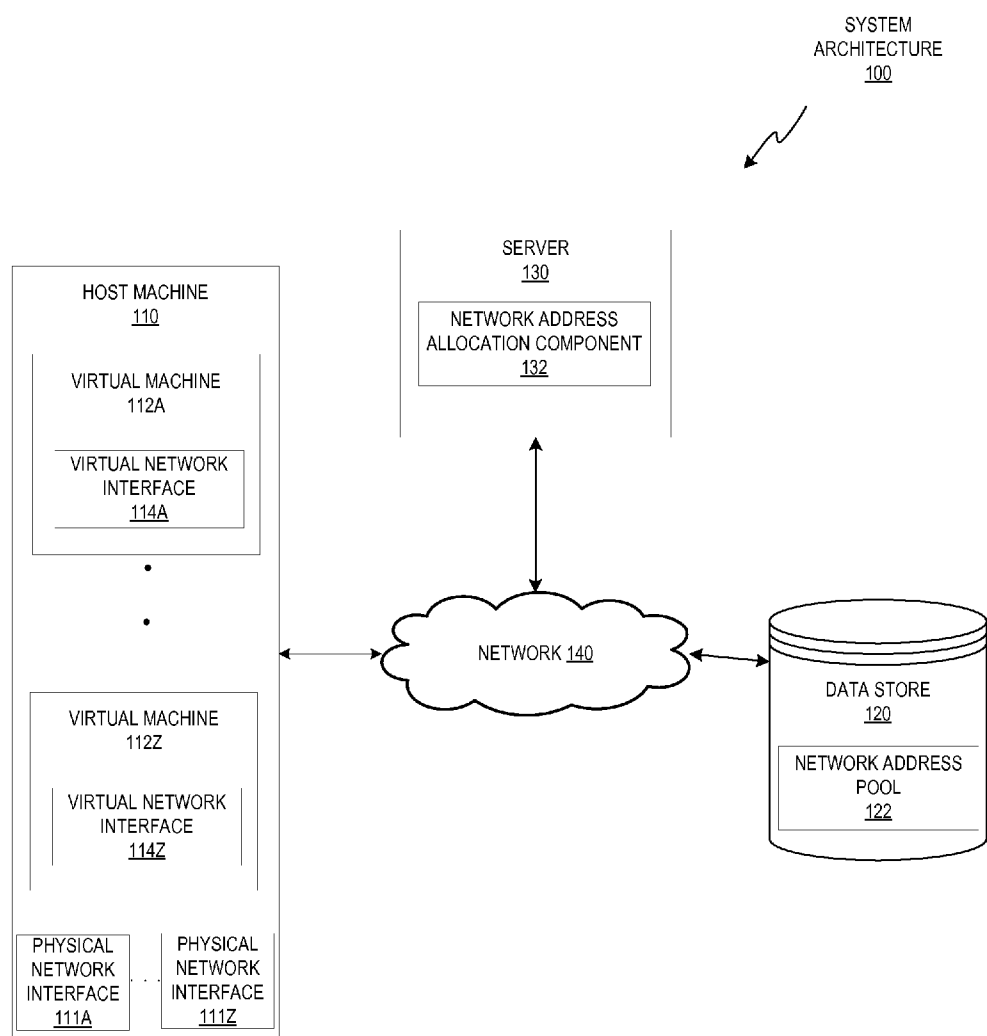 SYSTEM
ARCHITECTURE
100
SERVER
130
NETWORK ADDRESS
ALLOCATION COMPONENT
132
HOST MACHINE
110
VIRTUAL MACHINE
112A
VIRTUAL NETWORK
INTERFACE
114A
NETWORK 140
VIRTUAL MACHINE
112Z
VIRTUAL NETWORK
INTERFACE
114Z
DATA STORE
120
NETWORK ADDRESS
POOL
122
PHYSICAL
NETWORK
INTERFACE
111A
. . .
PHYSICAL
NETWORK
INTERFACE
111Z